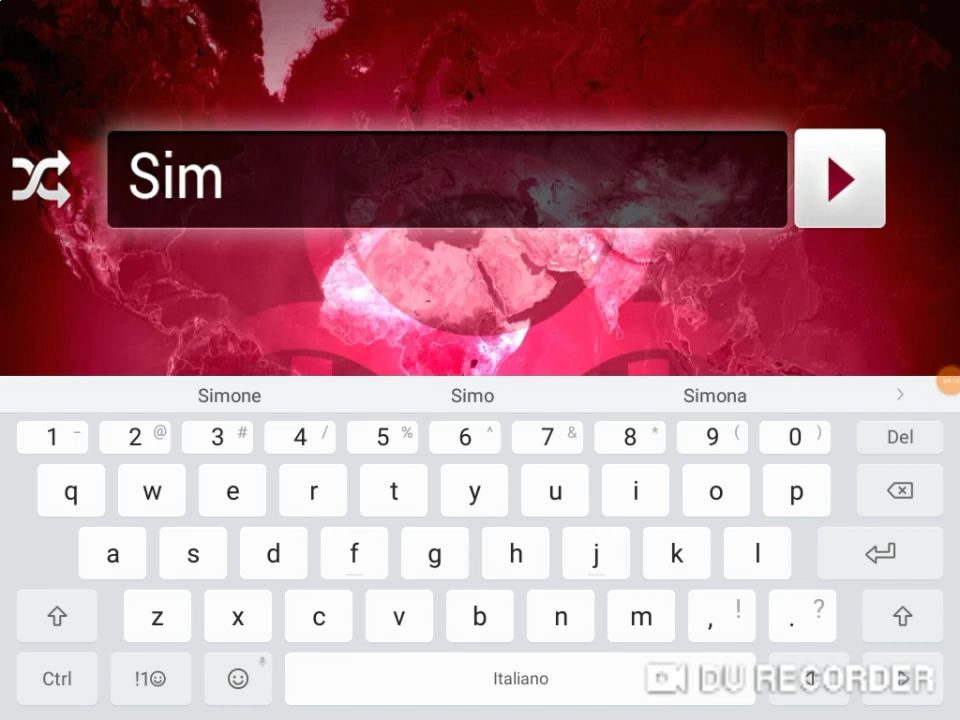 Sim
Simone Simo Simona
1 - 2 @ 3 # 4 / 5 % 6 ^ 7 & 8 * 9 ( 0 ) Del
q w e r t y u i o p
a s d f g h j k l
z x c v b n m , ! . ?
Ctrl !1☺ Italiano DU RECORDER